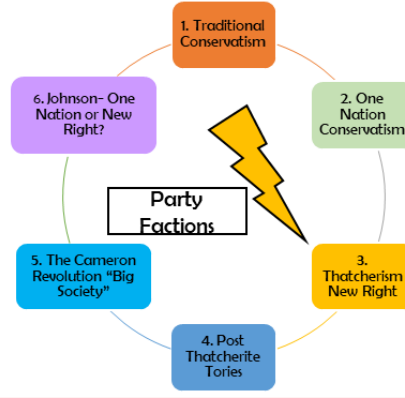 1. Traditional
Conservatism
2. One
Nation
Conservatism
3.
Thatcherism
New Right
4. Post
Thatcherite
Tories
5. The Cameron
Revolution “Big
Society”
6. Johnson- One
Nation or New
Right?
Party
Factions